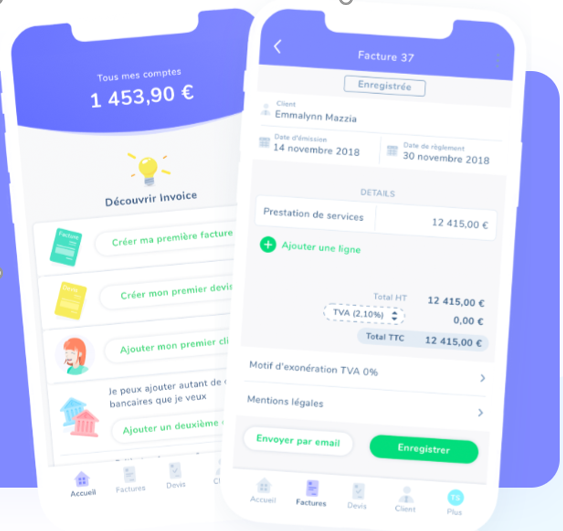 Tous mes comptes
1 453,90 €
Découvrir Invoice
Facture
Créer ma première facture
Devis
Créer mon premier devis
Ajouter mon premier cli
Je peux ajouter autant de
bancaires que je veux
Ajouter un deuxième
Accueil
Factures
Devis
Facture 37
Enregistrée
Client
Emmalynn Mazzia
Date d'émission
14 novembre 2018
Date de règlement
30 novembre 2018
DETAILS
Prestation de services
12 415,00 €
Ajouter une ligne
Total HT
12 415,00 €
TVA (2,10%)
0,00 €
Total TTC
12 415,00 €
Motif d'exonération TVA 0%
Mentions légales
Envoyer par email
Enregistrer
Accueil
Factures
Devis
Client
TS
Plus